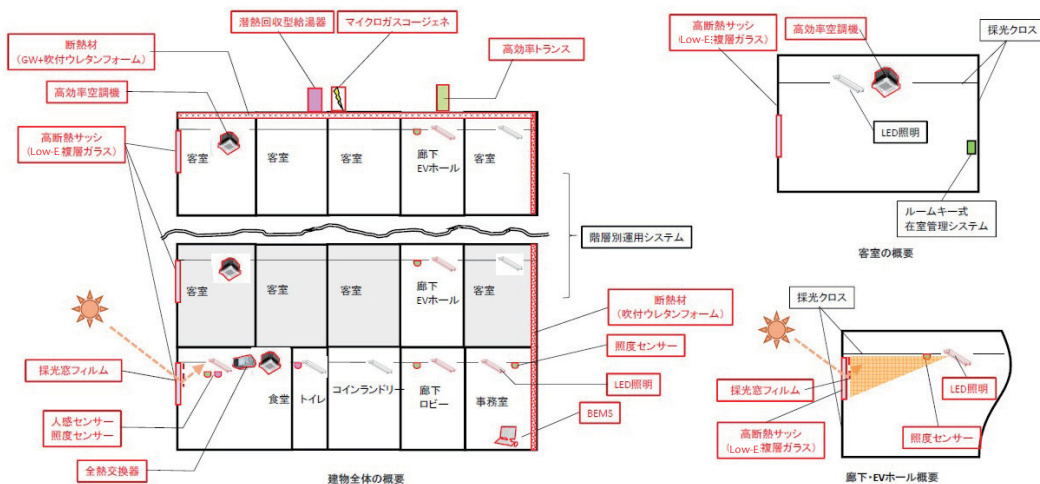 潜熱回収型給湯器
マイクロガスコージェネ
断熱材
(GW+吹付ウレタンフォーム)
高効率トランス
高効率空調機
高断熱サッシ
(Low-E複層ガラス)
客室
客室
客室
廊下
EVホール
客室
階層別運用システム
客室
客室
客室
廊下
EVホール
客室
断熱材
(吹付ウレタンフォーム)
照度センサー
採光窓フィルム
LED照明
食堂
トイレ
コインランドリー
廊下
ロビー
事務室
人感センサー
照度センサー
BEMS
全熱交換器
建物全体の概要
高断熱サッシ
(Low-E複層ガラス)
高効率空調機
採光クロス
LED照明
ルームキー式
在室管理システム
客室の概要
採光クロス
採光窓フィルム
LED照明
高断熱サッシ
(Low-E複層ガラス)
照度センサー
廊下・EVホール概要